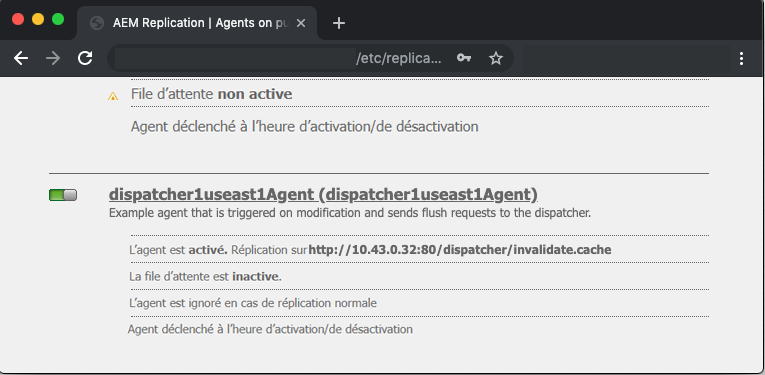 AEM Replication | Agents on pu
/etc/replica...
File d’attente non active
Agent déclenché à l’heure d’activation/de désactivation
dispatcher1useast1Agent (dispatcher1useast1Agent)
Example agent that is triggered on modification and sends flush requests to the dispatcher.
L’agent est activé. Réplication surhttp://10.43.0.32:80/dispatcher/invalidate.cache
La file d’attente est inactive.
L’agent est ignoré en cas de réplication normale
Agent déclenché à l’heure d’activation/de désactivation